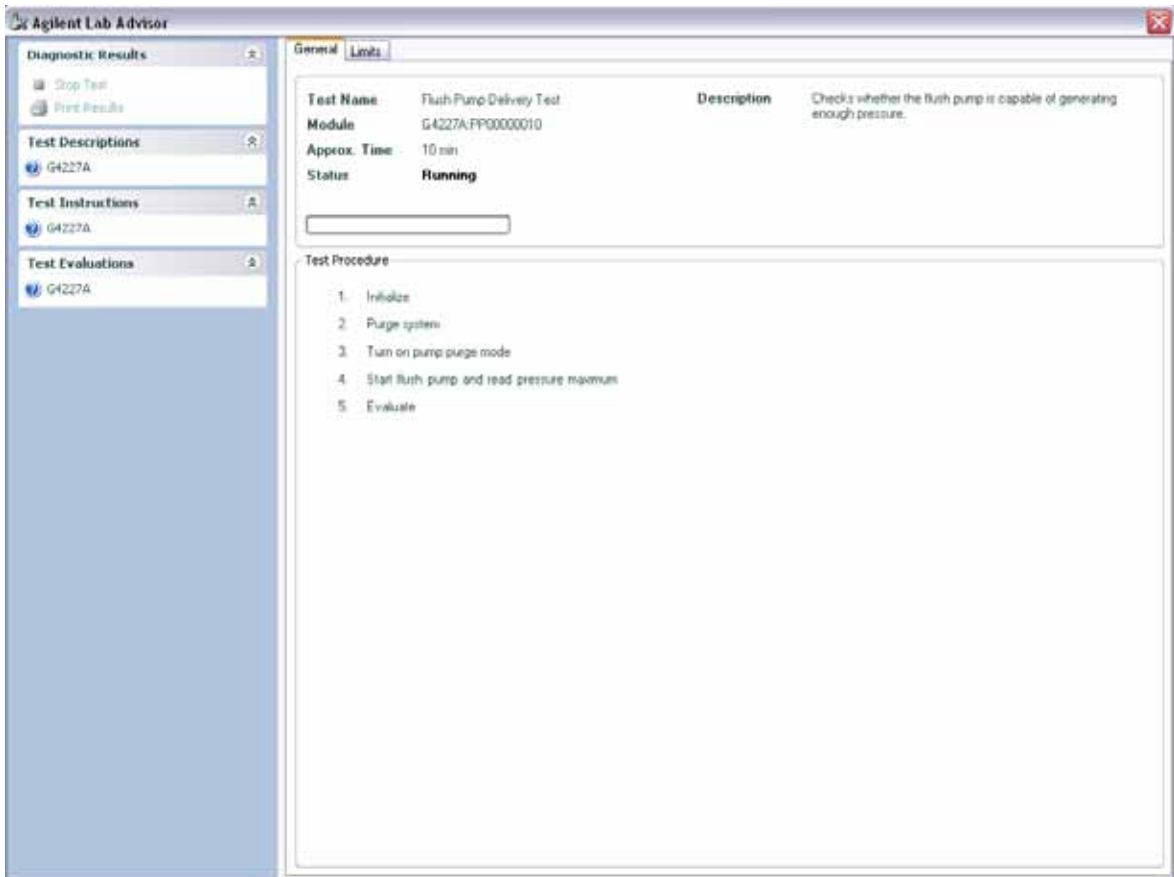 Agilent Lab Advisor
Diagnostic Results
Stop Test
Print Results
Test Descriptions
G4227A
Test Instructions
G4227A
Test Evaluations
G4227A
General Limits
Test Name Flush Pump Delivery Test
Module G4227A:PP00000010
Approx. Time 10 min
Status Running
Description Checks whether the flush pump is capable of generating
enough pressure.
Test Procedure
1. Initialize
2. Purge system
3. Turn on pump purge mode
4. Start flush pump and read pressure maximum
5. Evaluate